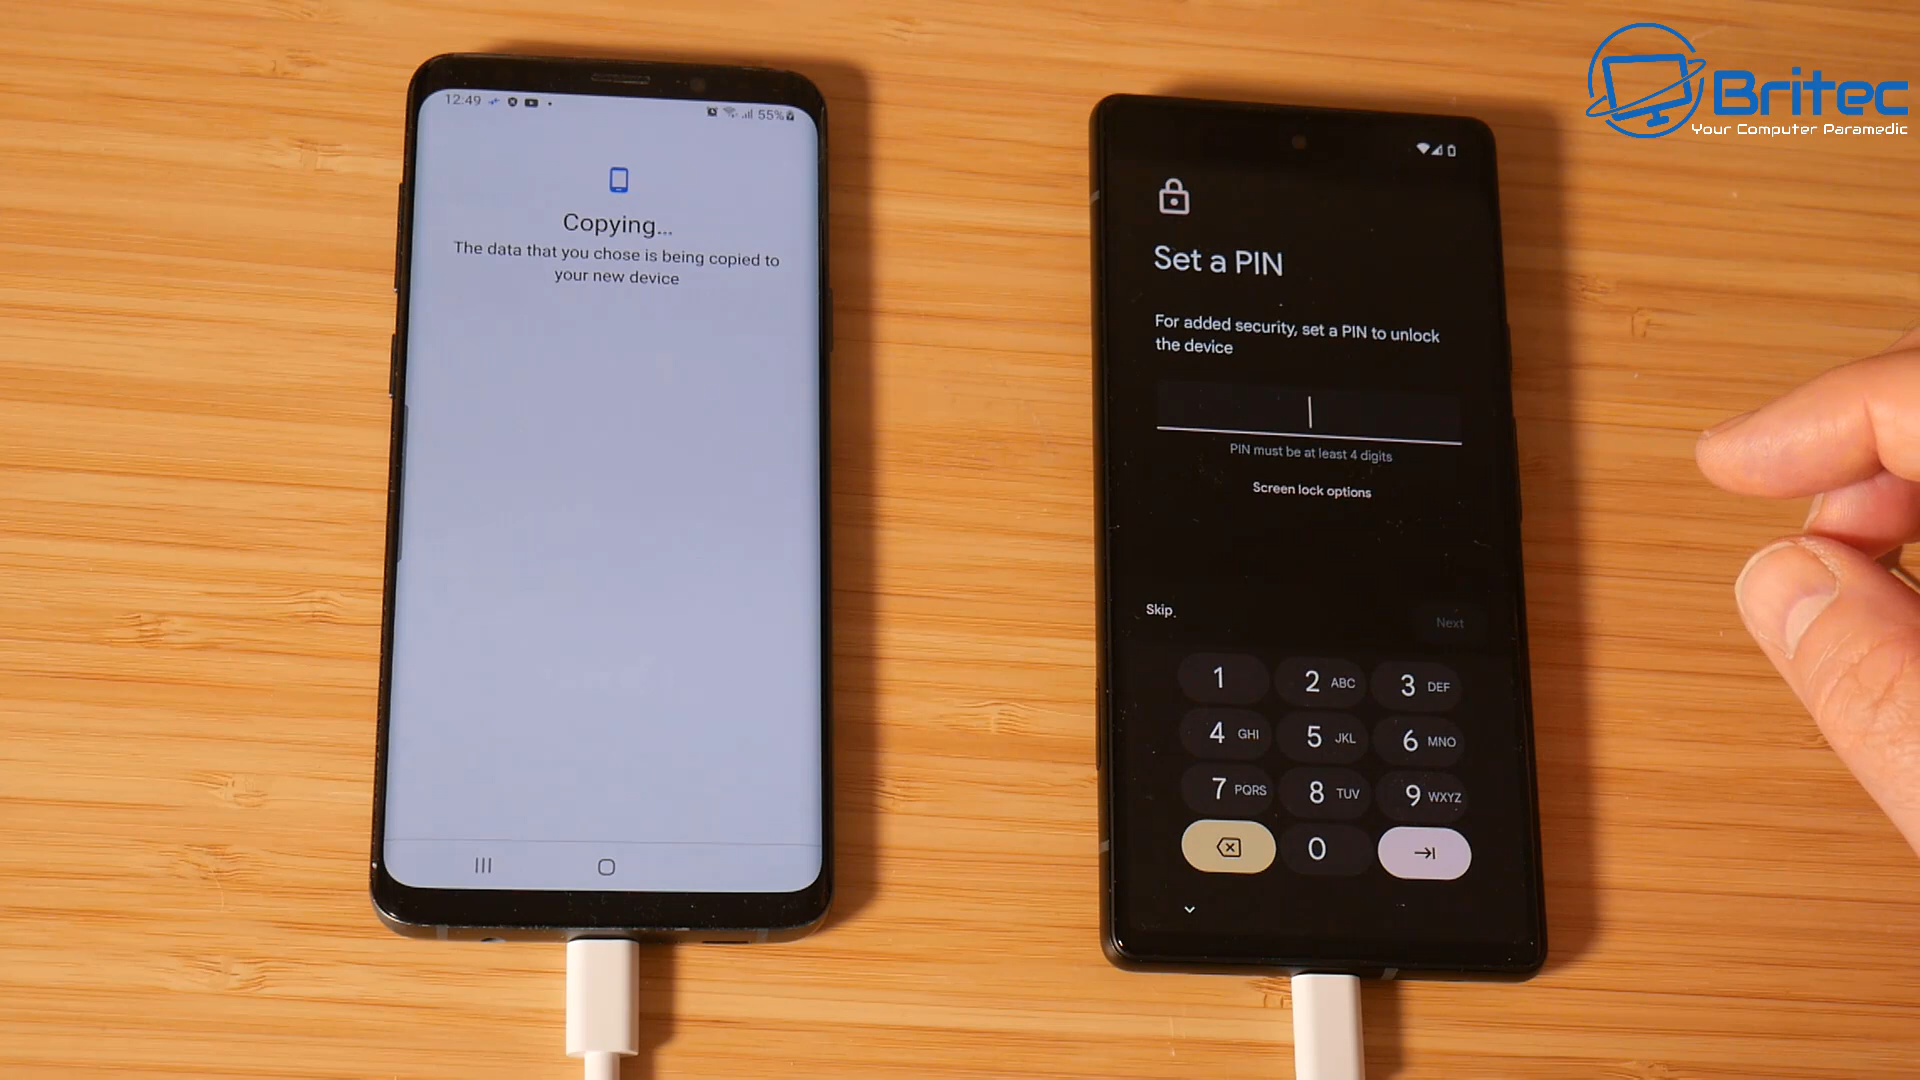 12:49
55%
Copying...
The data that you chose is being copied to
your new device
Britec
Your Computer Paramedic
Set a PIN
For added security, set a PIN to unlock
the device
PIN must be at least 4 digits
Screen lock options
Skip
Next
1
2 ABC
3 DEF
4 GHI
5 JKL
6 MNO
7 PQRS
8 TUV
9 WXYZ
0